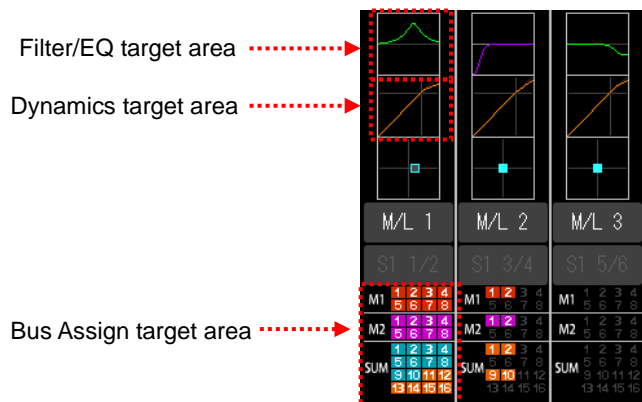 Filter/EQ target area
Dynamics target area
M/L 1 M/L 2 M/L 3
S1 1/2 S1 3/4 S1 5/6
M1 1 2 3 4 M1 1 2 3 4 M1 1 2 3 4
5 6 7 8 5 6 7 8 5 6 7 8
Bus Assign target area
M2 1 2 3 4 M2 1 2 3 4 M2 1 2 3 4
5 6 7 8 5 6 7 8 5 6 7 8
1 2 3 4 1 2 3 4 1 2 3 4
SUM 5 6 7 8 SUM 5 6 7 8 SUM 5 6 7 8
9 10 11 12 9 10 11 12 9 10 11 12
13 14 15 16 13 14 15 16 13 14 15 16